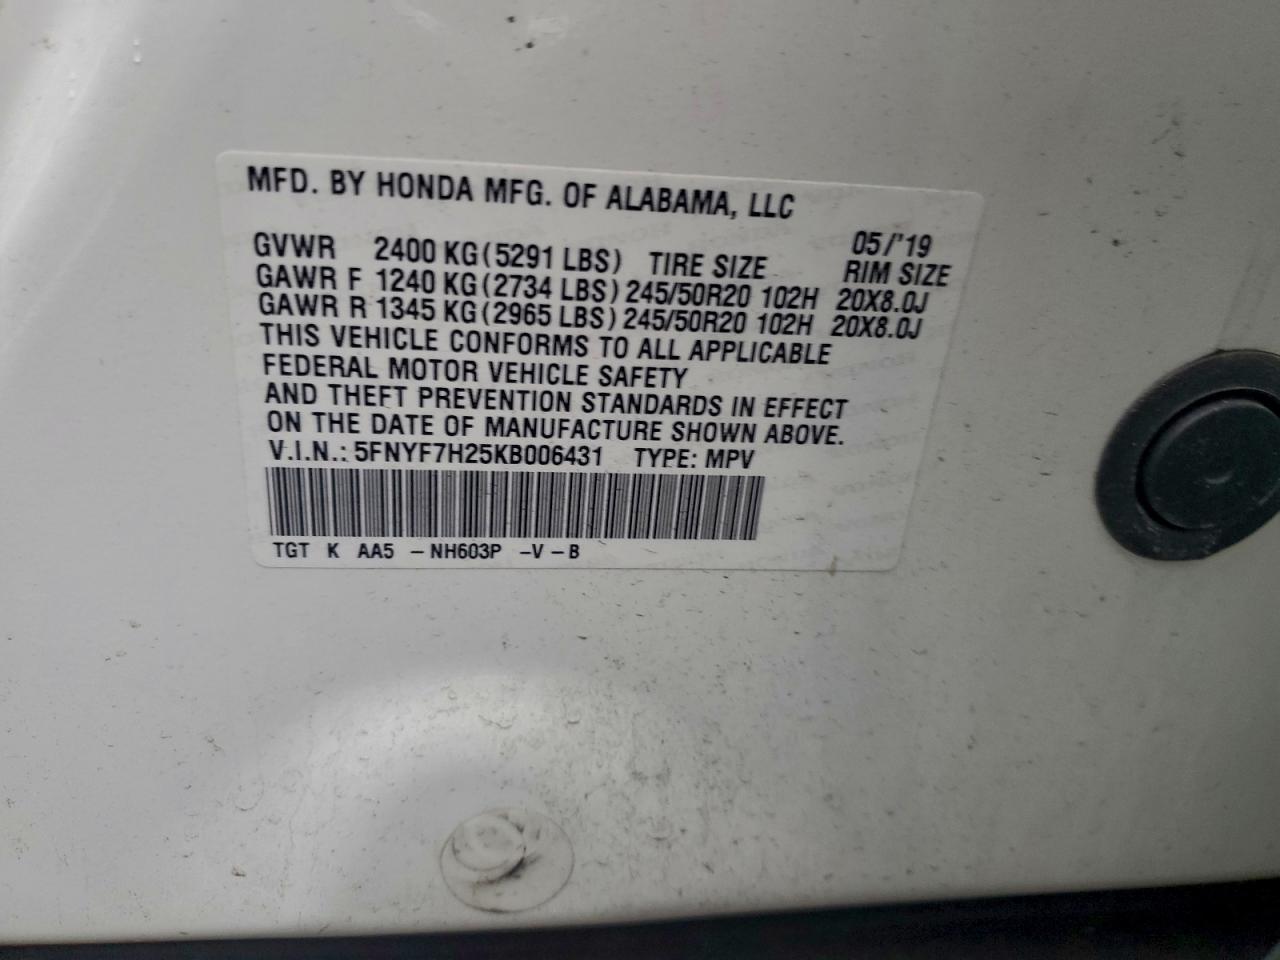 MFD. BY HONDA MFG. OF ALABAMA, LLC
05/'19
GVWR 2400 KG(5291 LBS) TIRE SIZE RIM SIZE
GAWR F 1240 KG(2734 LBS) 245/50R20 102H 20X8.0J
GAWR R 1345 KG(2965 LBS) 245/50R20 102H 20X8.0J
THIS VEHICLE CONFORMS TO ALL APPLICABLE
FEDERAL MOTOR VEHICLE SAFETY
AND THEFT PREVENTION STANDARDS IN EFFECT
ON THE DATE OF MANUFACTURE SHOWN ABOVE.
V.I.N.: 5FNYF7H25KB006431 TYPE: MPV
TGT K AA5 -NH603P -V-B